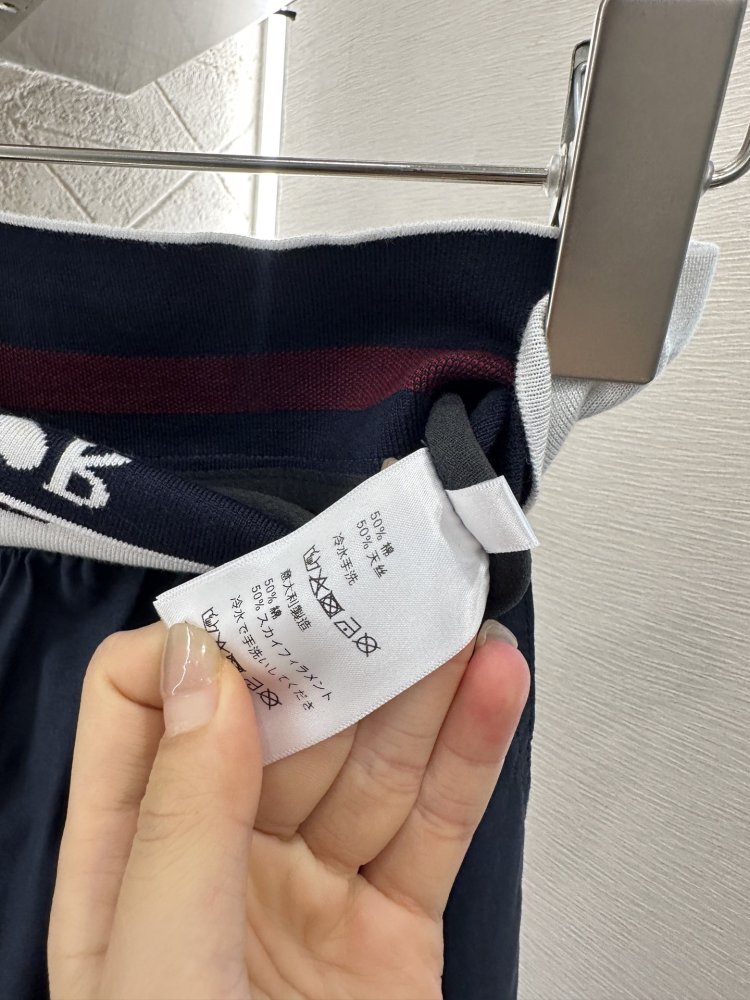 50% 棉
50% 天丝
冷水手洗
意大利製造
50% 綿
50% スカイフィラメント
冷水で手洗いしてくださ